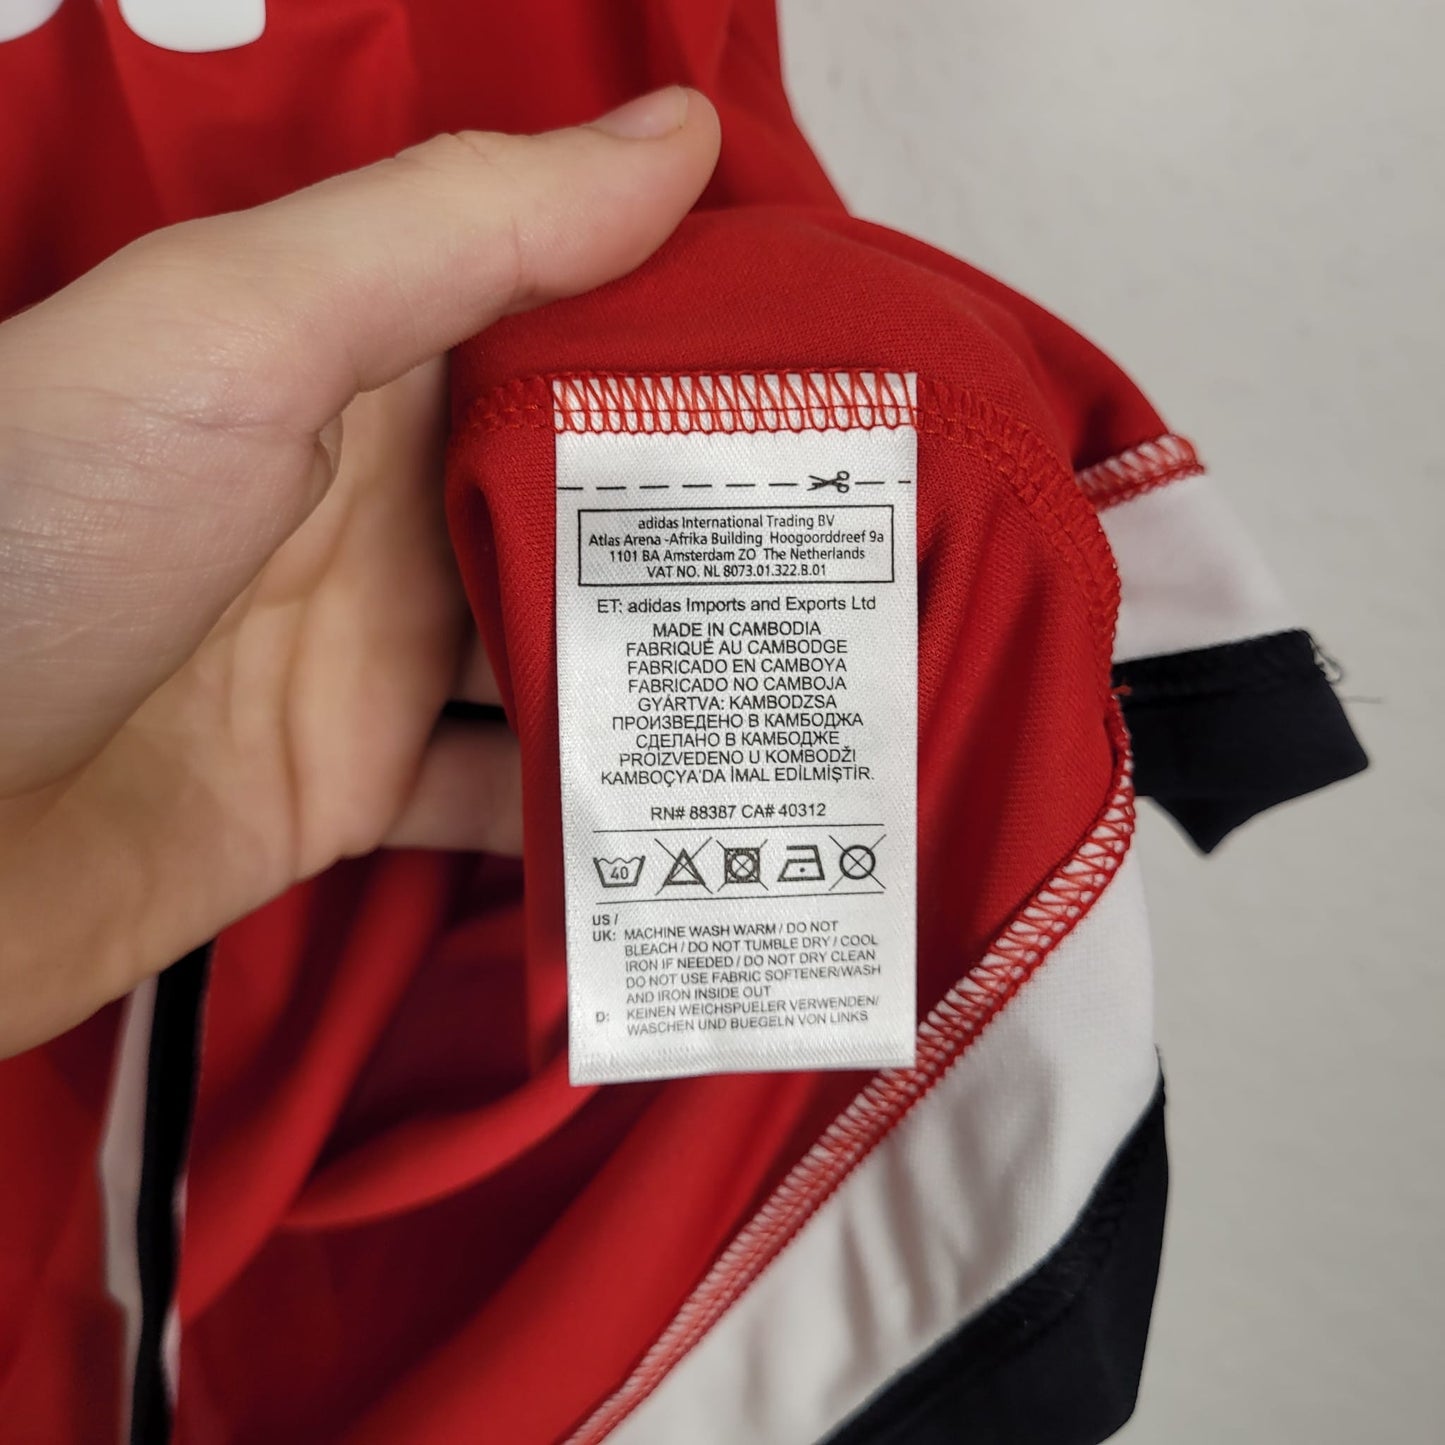 adidas International Trading BV
Atlas Arena -Afrika Building Hoogoorddreef 9a
1101 BA Amsterdam ZO The Netherlands
VAT NO. NL 8073.01.322.B.01
ET: adidas Imports and Exports Ltd
MADE IN CAMBODIA
FABRIQUÉ AU CAMBODGE
FABRICADO EN CAMBOYA
FABRICADO NO CAMBOJA
GYÁRTVA: KAMBODZSA
ПРОИЗВЕДЕНО В КАМБОДЖА
СДЕЛАНО В КАМБОДЖЕ
PROIZVEDENO U KOMBODŽI
KAMBOÇYA'DA İMAL EDİLMİŞTİR.
RN# 88387 CA# 40312
40
US /
UK: MACHINE WASH WARM / DO NOT
BLEACH / DO NOT TUMBLE DRY / COOL
IRON IF NEEDED / DO NOT DRY CLEAN
DO NOT USE FABRIC SOFTENER/WASH
AND IRON INSIDE OUT
D: KEINEN WEICHSPUELER VERWENDEN/
WASCHEN UND BUEGELN VON LINKS